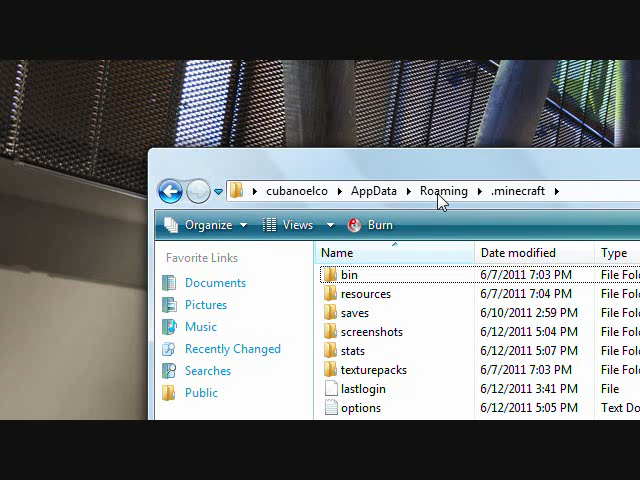 cubanoelco AppData Roaming .minecraft
Organize Views Burn
Favorite Links
Documents
Pictures
Music
Recently Changed
Searches
Public
Name Date modified Type
bin 6/7/2011 7:03 PM File Fol
resources 6/7/2011 7:04 PM File Fol
saves 6/10/2011 2:59 PM File Fol
screenshots 6/12/2011 5:04 PM File Fol
stats 6/12/2011 5:07 PM File Fol
texturepacks 6/7/2011 7:03 PM File Fol
lastlogin 6/12/2011 3:41 PM File
options 6/12/2011 5:05 PM Text Do